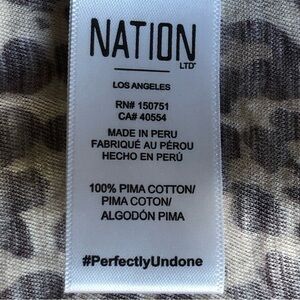 NATION
LTD
LOS ANGELES
RN# 150751
CA# 40554
MADE IN PERU
FABRIQUÉ AU PÉROU
HECHO EN PERÚ
100% PIMA COTTON/
PIMA COTON/
ALGODÓN PIMA
#PerfectlyUndone